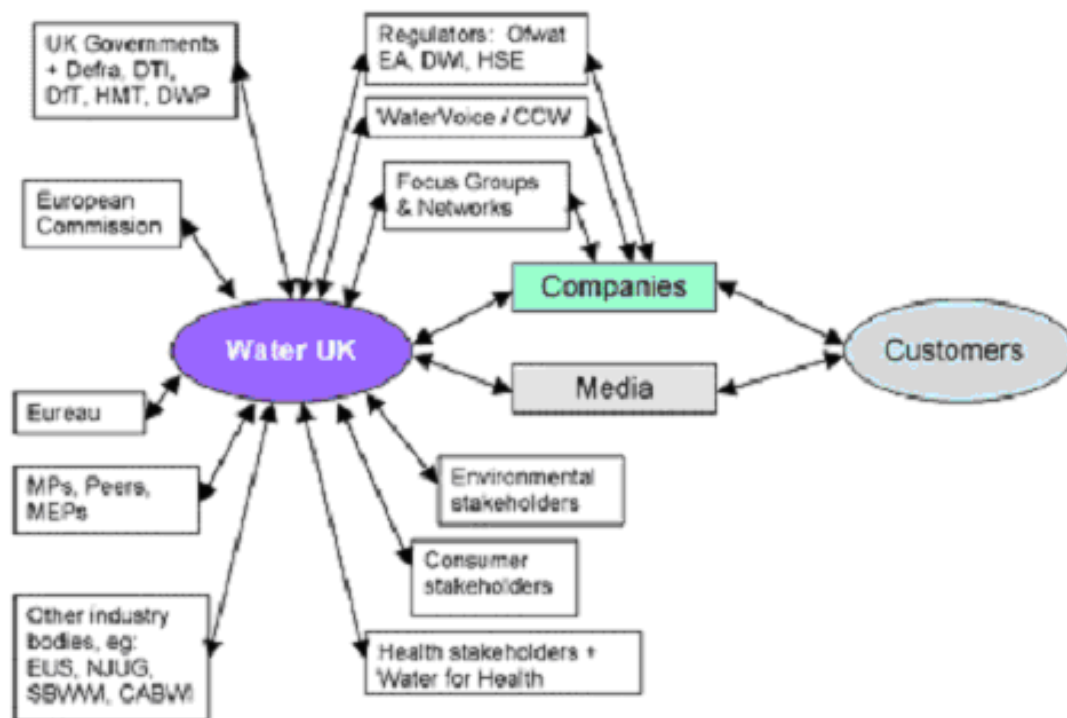 UK Governments
+ Defra, DTI,
DfT, HMT, DWP
Regulators: Ofwat
EA, DWI, HSE
WaterVoice / CCW
Focus Groups
& Networks
European
Commission
Companies
Water UK
Customers
Media
Eureau
MPs, Peers,
MEPs
Environmental
stakeholders
Consumer
stakeholders
Other industry
bodies, eg:
EUS, NJUG,
SBWWM, CABWI
Health stakeholders +
Water for Health